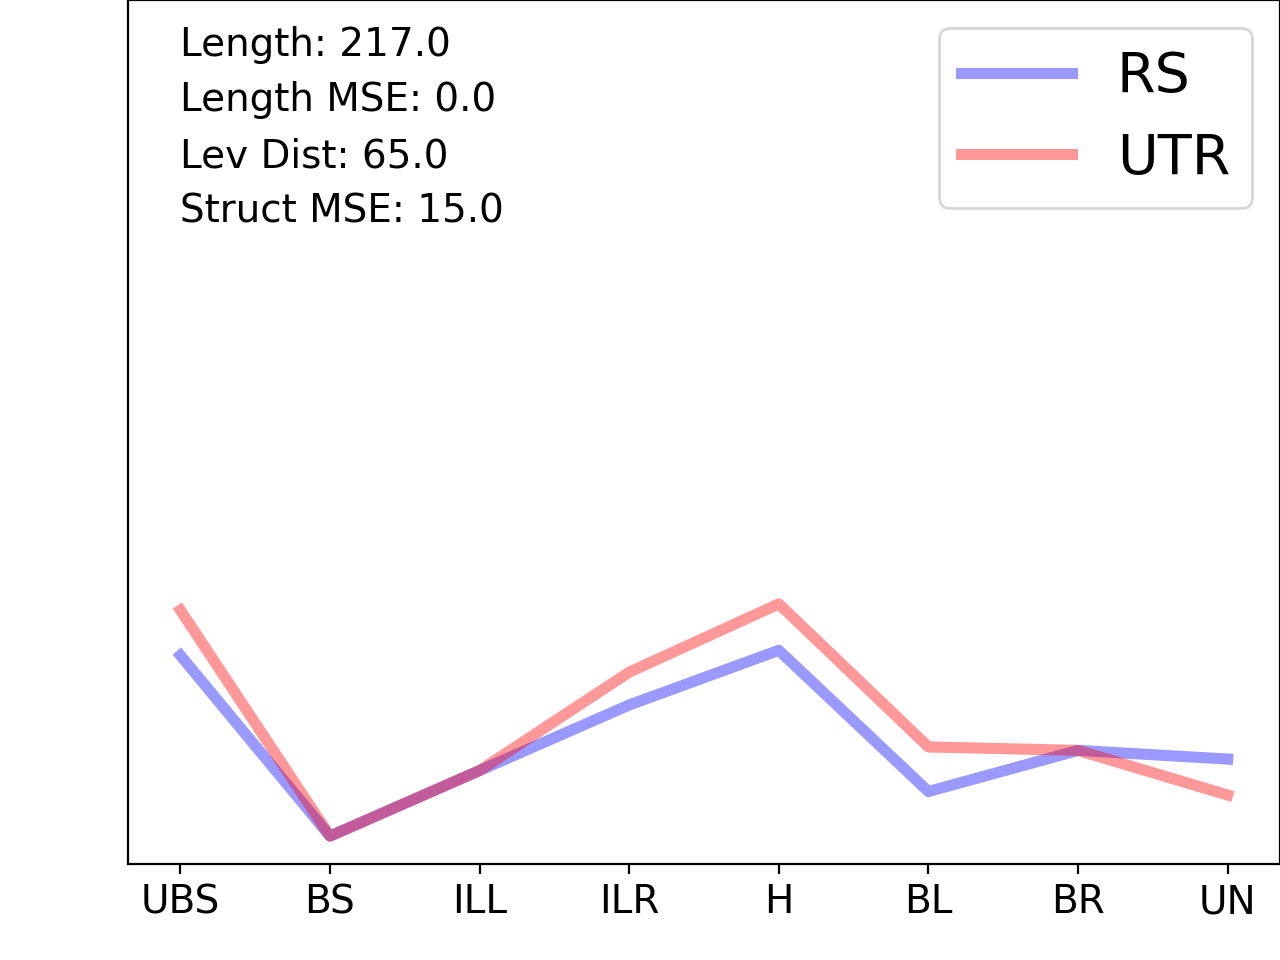 Length: 217.0
Length MSE: 0.0
Lev Dist: 65.0
Struct MSE: 15.0
RS
UTR
UBS BS ILL ILR H BL BR UN